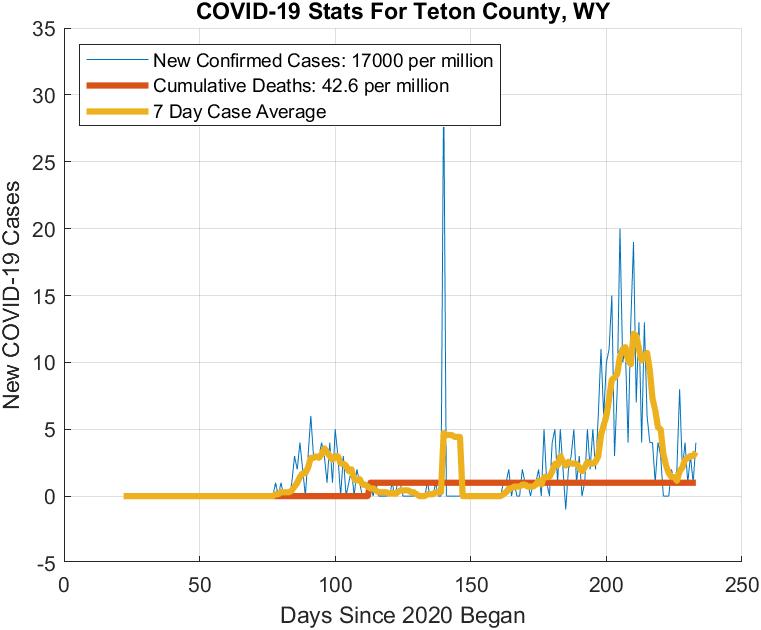 COVID-19 Stats For Teton County, WY
New Confirmed Cases: 17000 per million
Cumulative Deaths: 42.6 per million
7 Day Case Average
New COVID-19 Cases
35
30
25
20
15
10
5
0
-5
0 50 100 150 200 250
Days Since 2020 Began